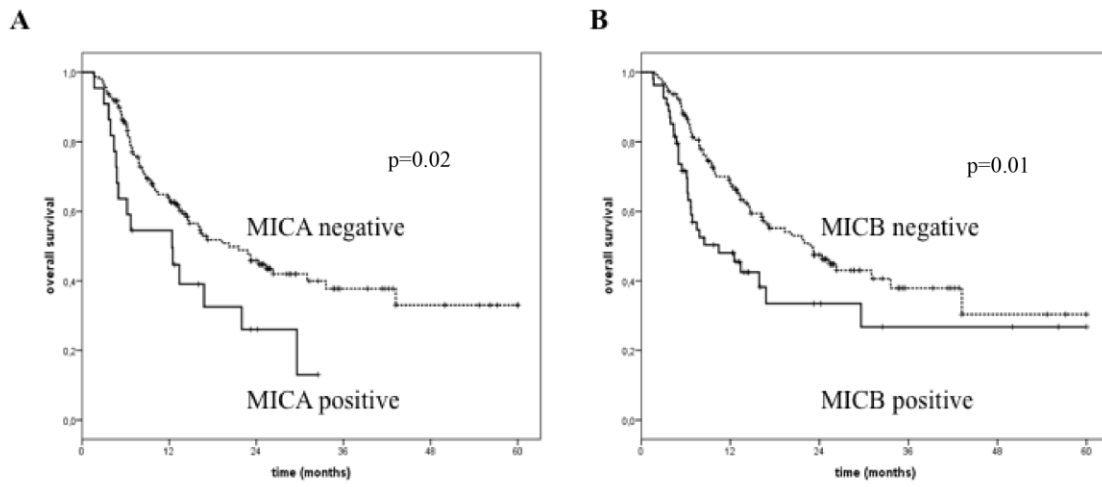 A
1,0
0,8
0,6
0,4
0,2
0,0
overall survival
p=0.02
MICA negative
MICA positive
0
12
24
36
48
60
time (months)
B
1,0
0,8
0,6
0,4
0,2
0,0
overall survival
p=0.01
MICB negative
MICB positive
0
12
24
36
48
60
time (months)